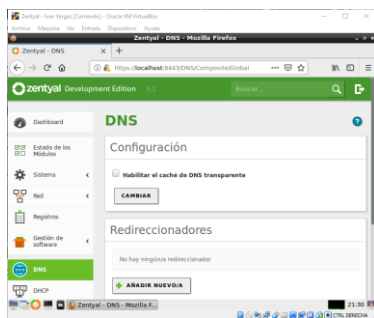 Zentyal - Ivan Vargas [Corriendo] - Oracle VM VirtualBox
Archivo Máquina Ver Entrada Dispositivos Ayuda
Zentyal - DNS - Mozilla Firefox
Zentyal - DNS
https://localhost:8443/DNS/Composite/Global
zentyal Development Edition 5.1
Buscar...
Dashboard
Estado de los Módulos
Sistema
Red
Registros
Gestión de software
DNS
DHCP
DNS
Configuración
Habilitar el caché de DNS transparente
CAMBIAR
Redireccionadores
No hay ningún/a redireccionador
AÑADIR NUEVO/A
Zentyal - DNS - Mozilla F...
21:30
CTRL DERECHA